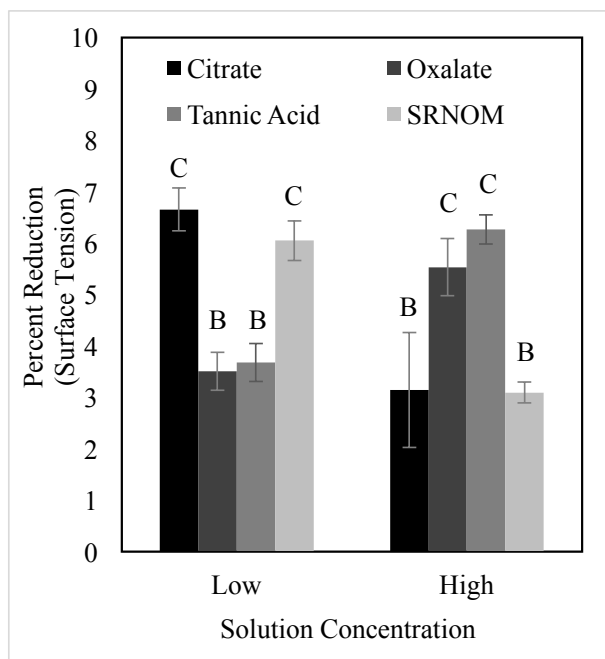 10
9
8
7
6
5
4
3
2
1
0
Percent Reduction
(Surface Tension)
Citrate Oxalate
Tannic Acid SRNOM
C B B C
B C C B
Low High
Solution Concentration